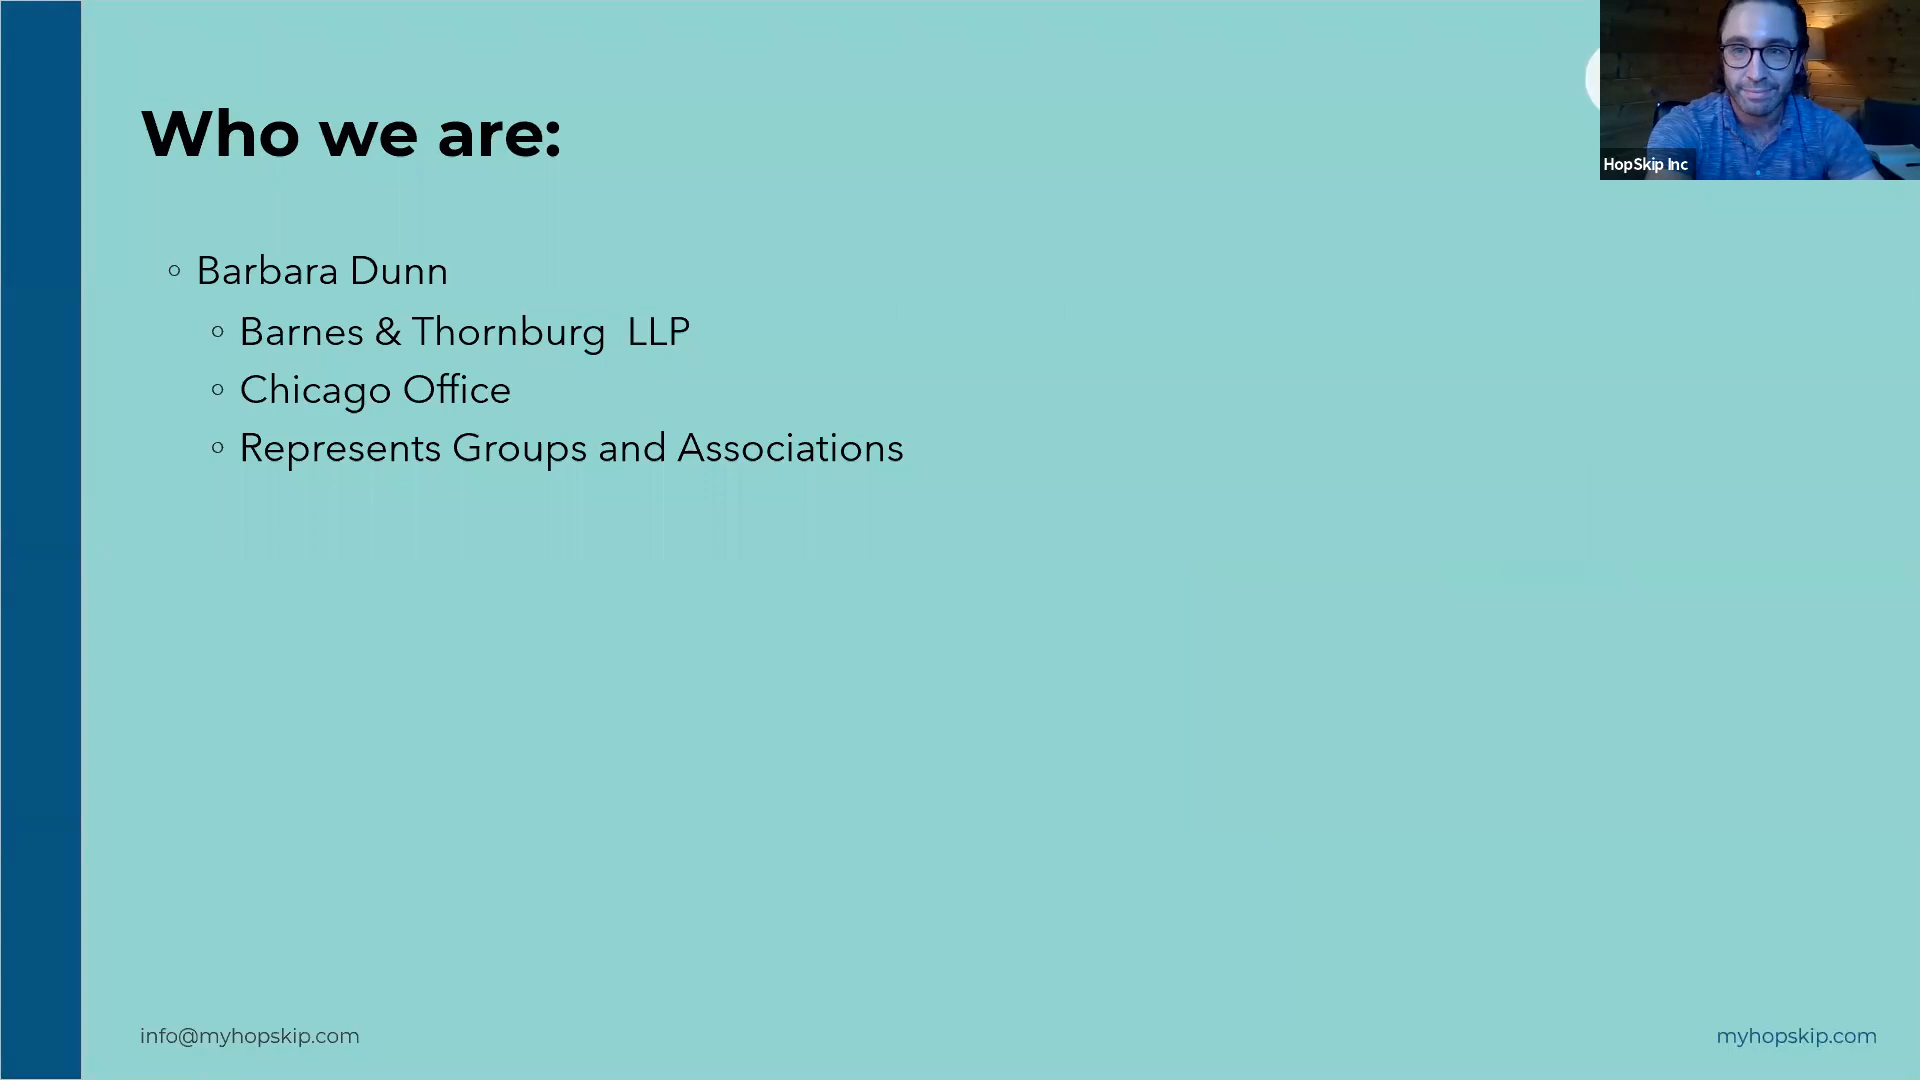 Who we are:
HopSkip Inc
◦ Barbara Dunn
◦ Barnes & Thornburg  LLP
◦ Chicago Office
◦ Represents Groups and Associations
info@myhopskip.com
myhopskip.com